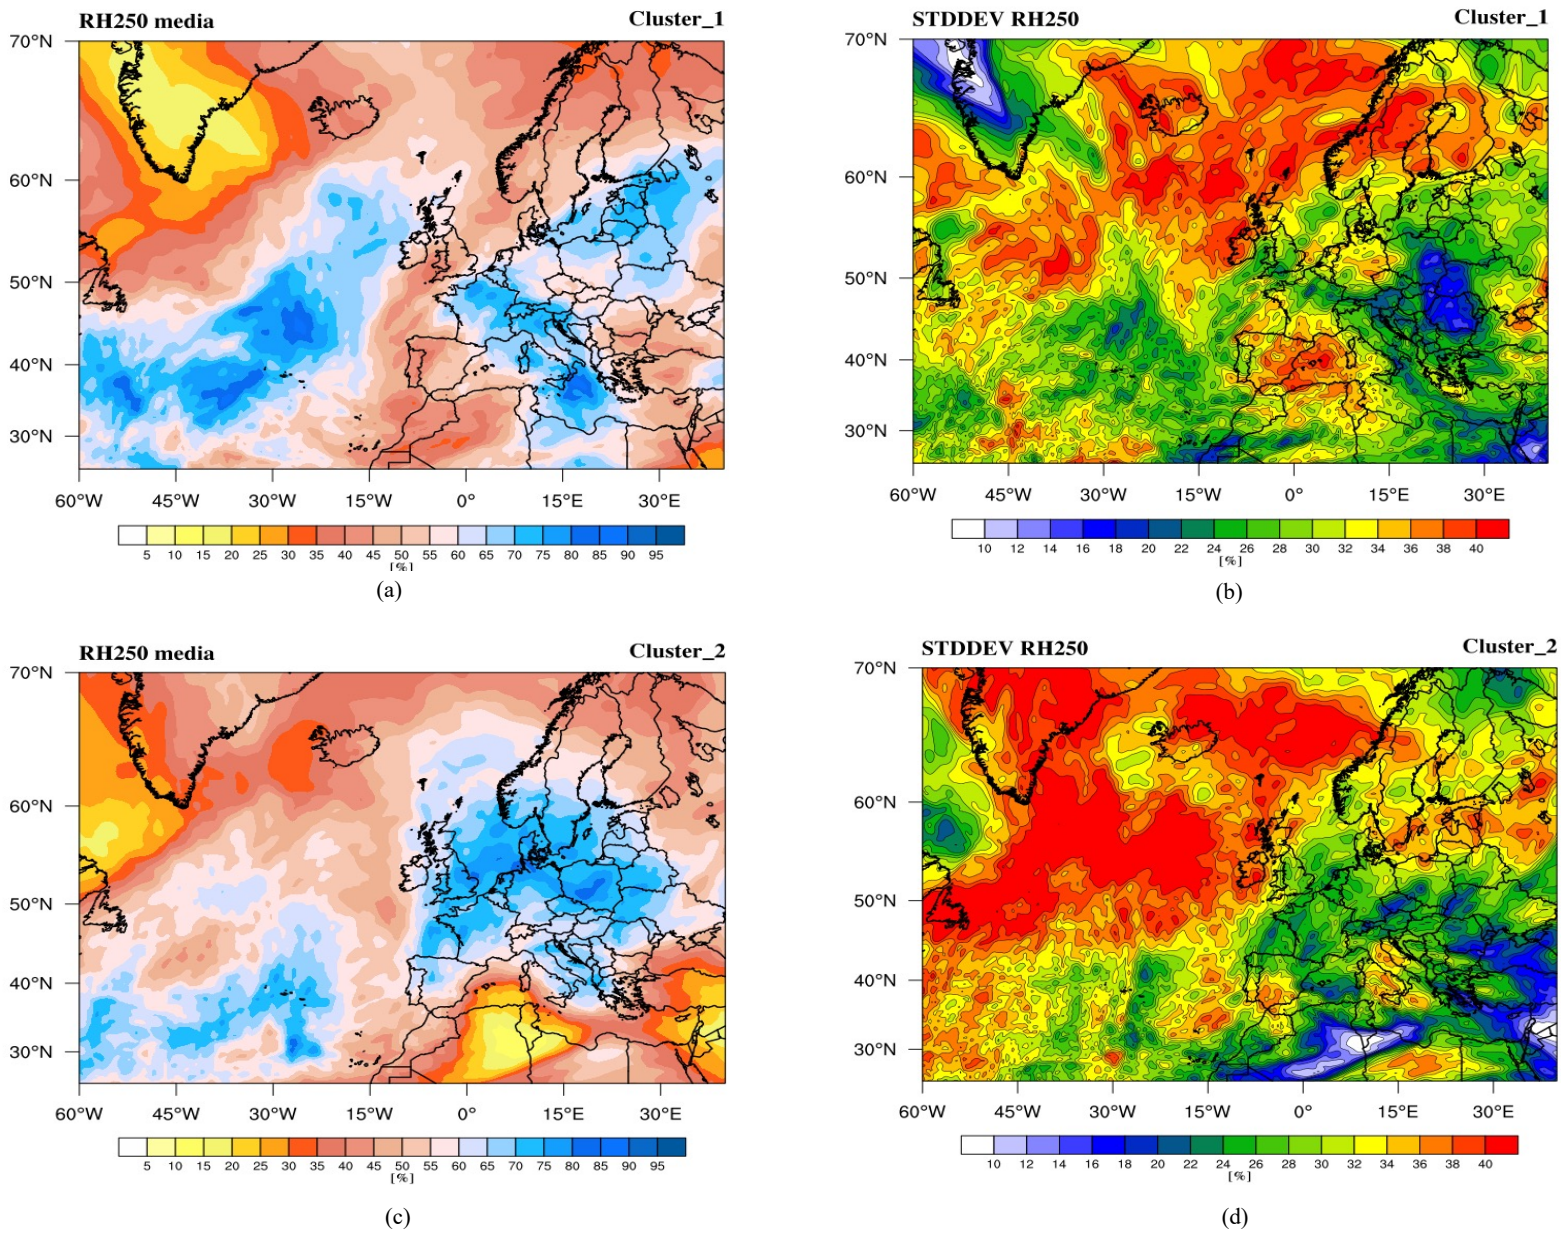 RH250 media Cluster_1
70°N
60°N
50°N
40°N
30°N
60°W 45°W 30°W 15°W 0° 15°E 30°E
5 10 15 20 25 30 35 40 45 50 55 60 65 70 75 80 85 90 95
[%]
(a)
STDDEV RH250 Cluster_1
70°N
60°N
50°N
40°N
30°N
60°W 45°W 30°W 15°W 0° 15°E 30°E
10 12 14 16 18 20 22 24 26 28 30 32 34 36 38 40
[%]
(b)
RH250 media Cluster_2
70°N
60°N
50°N
40°N
30°N
60°W 45°W 30°W 15°W 0° 15°E 30°E
5 10 15 20 25 30 35 40 45 50 55 60 65 70 75 80 85 90 95
[%]
(c)
STDDEV RH250 Cluster_2
70°N
60°N
50°N
40°N
30°N
60°W 45°W 30°W 15°W 0° 15°E 30°E
10 12 14 16 18 20 22 24 26 28 30 32 34 36 38 40
[%]
(d)